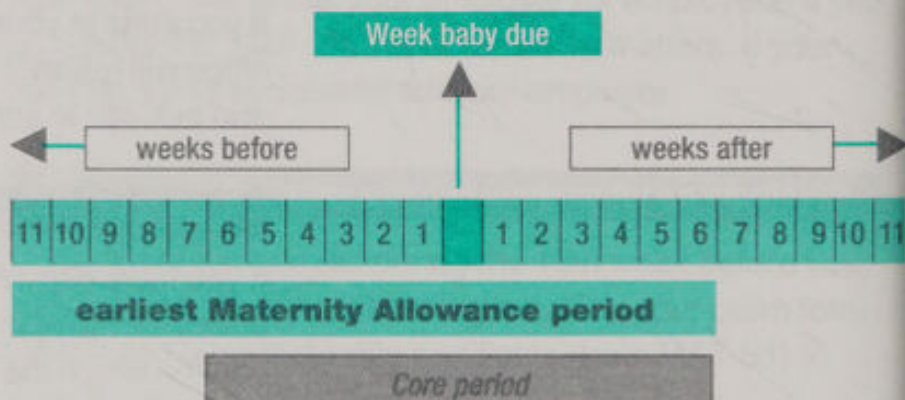 Week baby due
weeks before
weeks after
11 10 9 8 7 6 5 4 3 2 1 1 2 3 4 5 6 7 8 9 10 11
earliest Maternity Allowance period
Core period